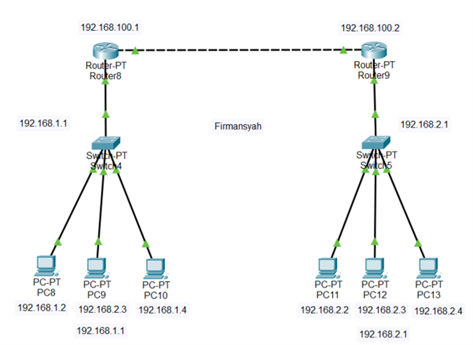 192.168.100.1
192.168.100.2
Router-PT
Router8
Router-PT
Router9
192.168.1.1
Firmansyah
192.168.2.1
Switch-PT
Switch4
Switch-PT
Switch5
PC-PT
PC8
PC-PT
PC9
PC-PT
PC10
PC-PT
PC11
PC-PT
PC12
PC-PT
PC13
192.168.1.2
192.168.2.3
192.168.1.4
192.168.2.2
192.168.2.3
192.168.2.4
192.168.1.1
192.168.2.1